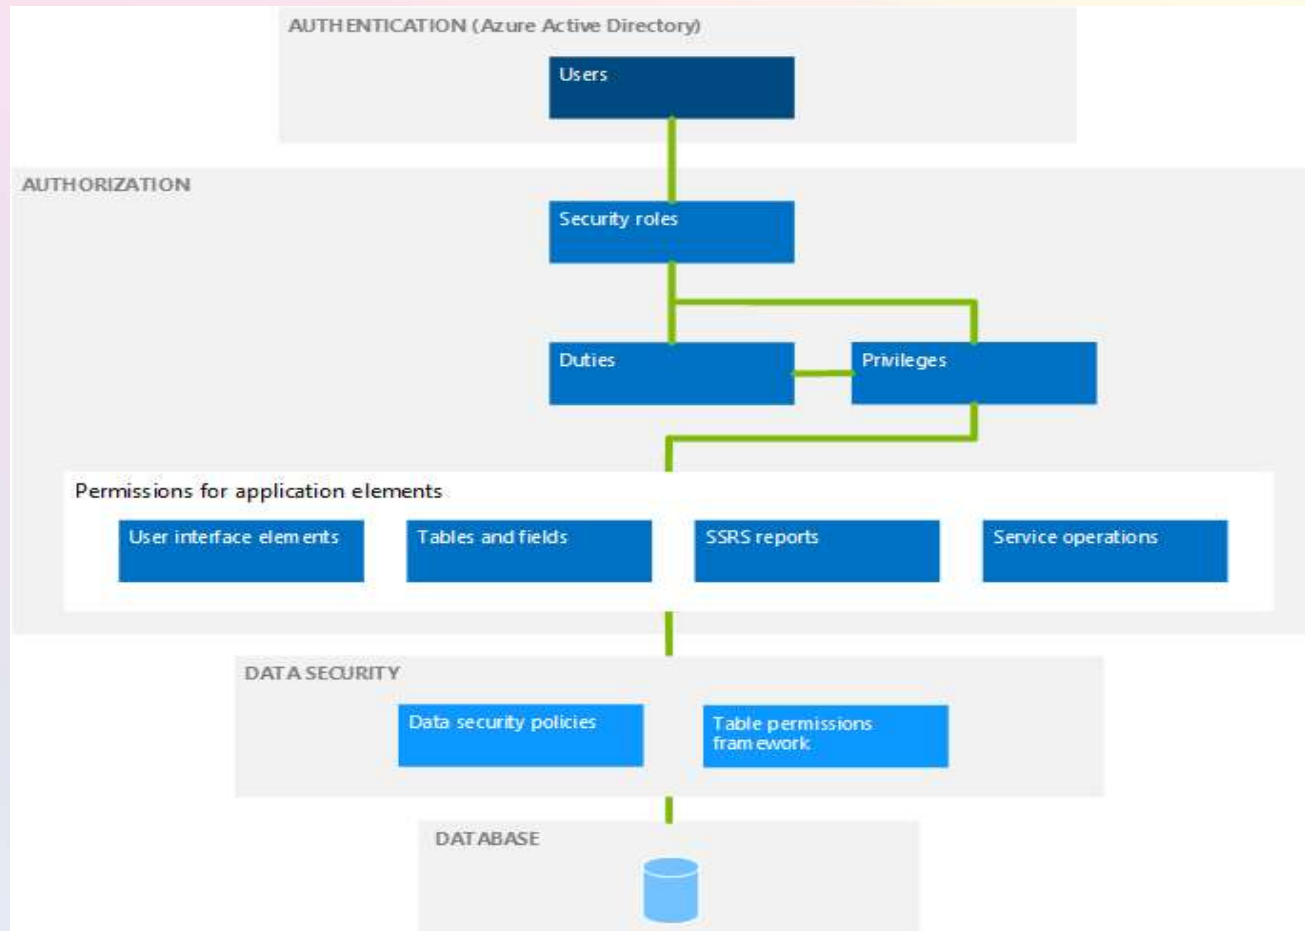 AUTHENTICATION (Azure Active Directory)
Users
AUTHORIZATION
Security roles
Duties
Privileges
Permissions for application elements
User interface elements
Tables and fields
SSRS reports
Service operations
DATA SECURITY
Data security policies
Table permissions
framework
DATABASE